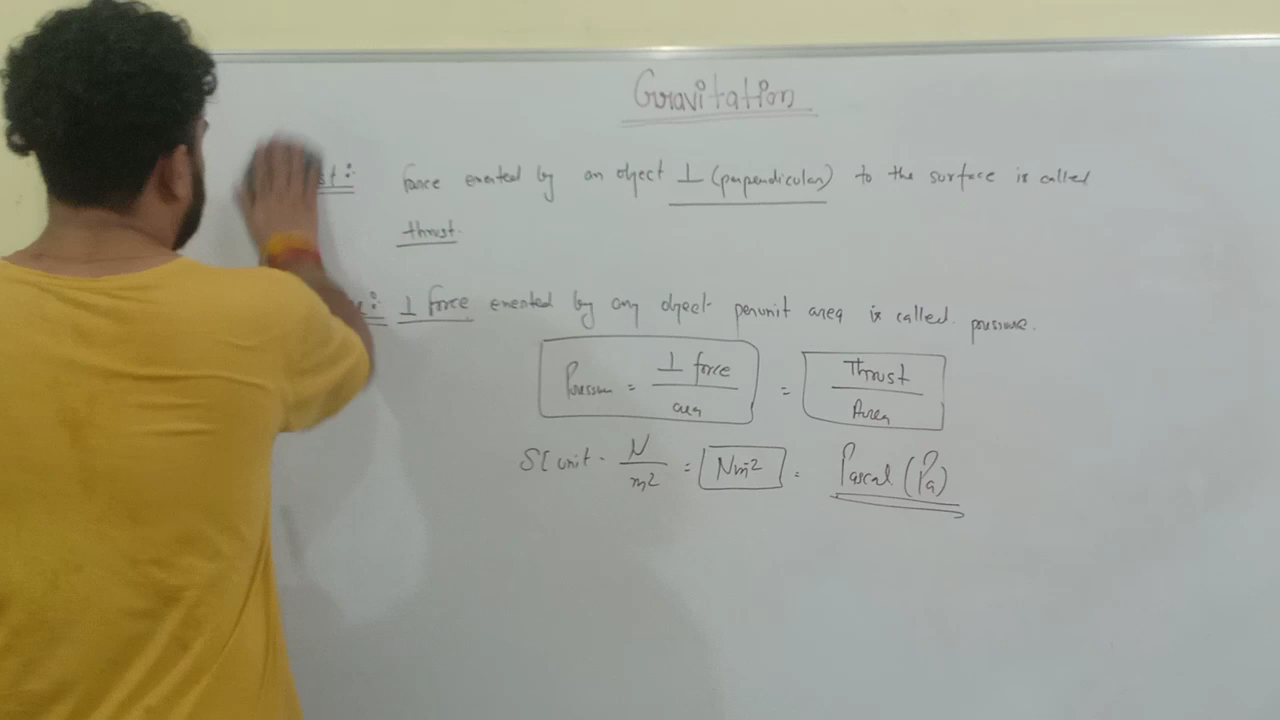 Gravitation
st:- Force exerted by an object ⊥ (perpendicular) to the surface is called
thrust.
⊥ force exerted by any object per unit area is called pressure.
Pressure = ⊥ force / area = Thrust / Area
SI unit - N / m² = Nm⁻² = Pascal (Pa)